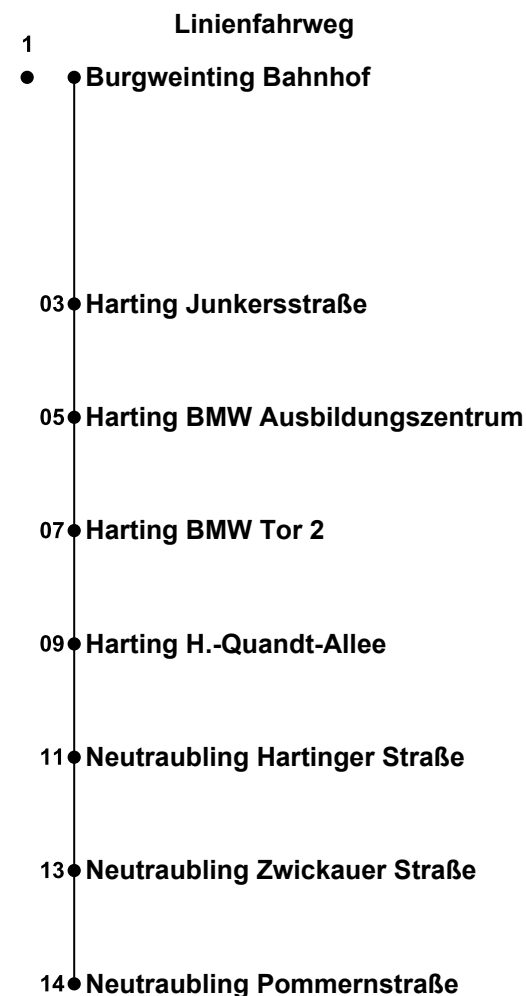 Linienfahrweg
1
Burgweinting Bahnhof
03 Harting Junkersstraße
05 Harting BMW Ausbildungszentrum
07 Harting BMW Tor 2
09 Harting H.-Quandt-Allee
11 Neutraubling Hartinger Straße
13 Neutraubling Zwickauer Straße
14 Neutraubling Pommernstraße